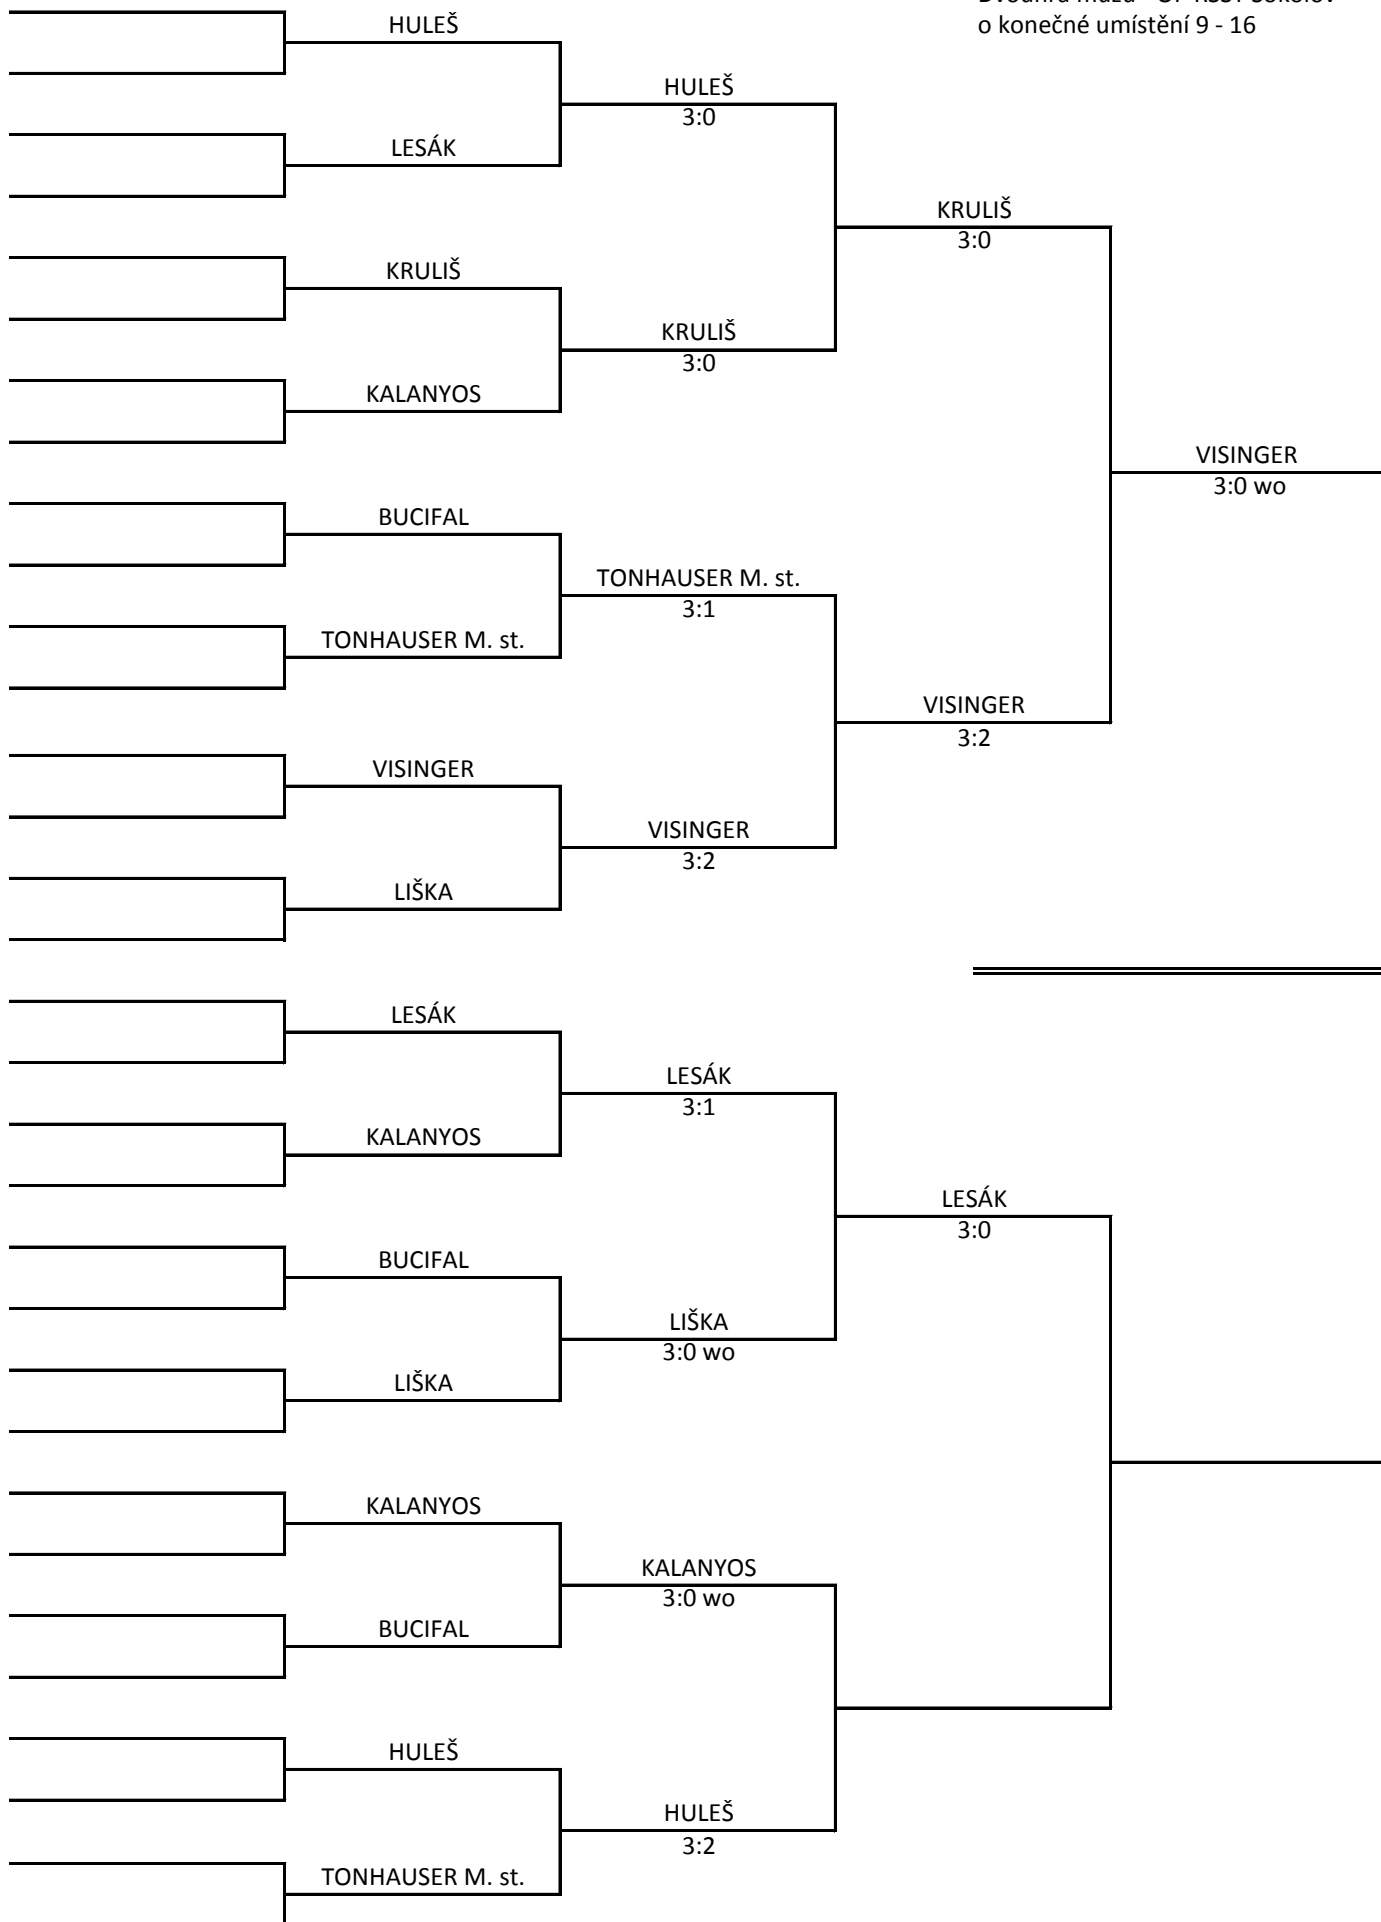 o konečné umístění 9 - 16
HULEŠ
HULEŠ
3:0
LESÁK
KRULIŠ
3:0
KRULIŠ
KRULIŠ
3:0
KALANYOS
VISINGER
3:0 wo
BUCIFAL
TONHAUSER M. st.
3:1
TONHAUSER M. st.
VISINGER
3:2
VISINGER
VISINGER
3:2
LIŠKA
LESÁK
LESÁK
3:1
KALANYOS
LESÁK
3:0
BUCIFAL
LIŠKA
3:0 wo
LIŠKA
KALANYOS
KALANYOS
3:0 wo
BUCIFAL
HULEŠ
HULEŠ
3:2
TONHAUSER M. st.